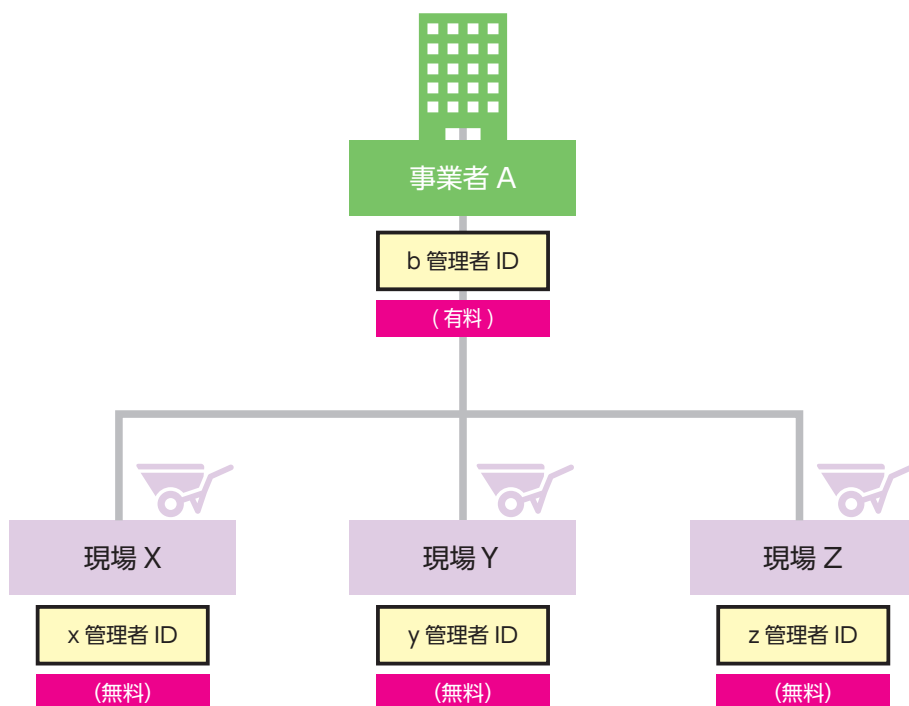 事業者 A
b 管理者 ID
( 有料 )
現場 X
現場 Y
現場 Z
x 管理者 ID
y 管理者 ID
z 管理者 ID
(無料)
(無料)
(無料)